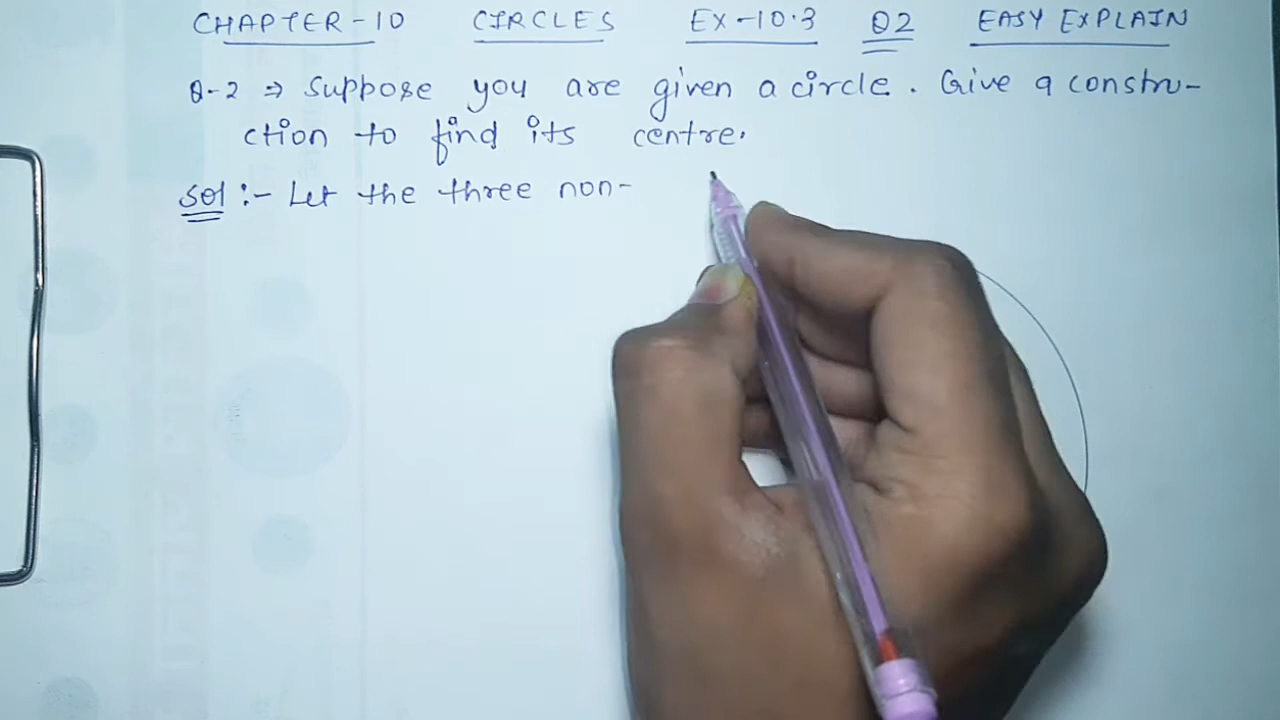 CHAPTER-10 CIRCLES EX-10.3 Q2 EASY EXPLAIN
Q-2 ⇒ Suppose you are given a circle. Give a constru-
ction to find its centre.
Sol :- Let the three non-